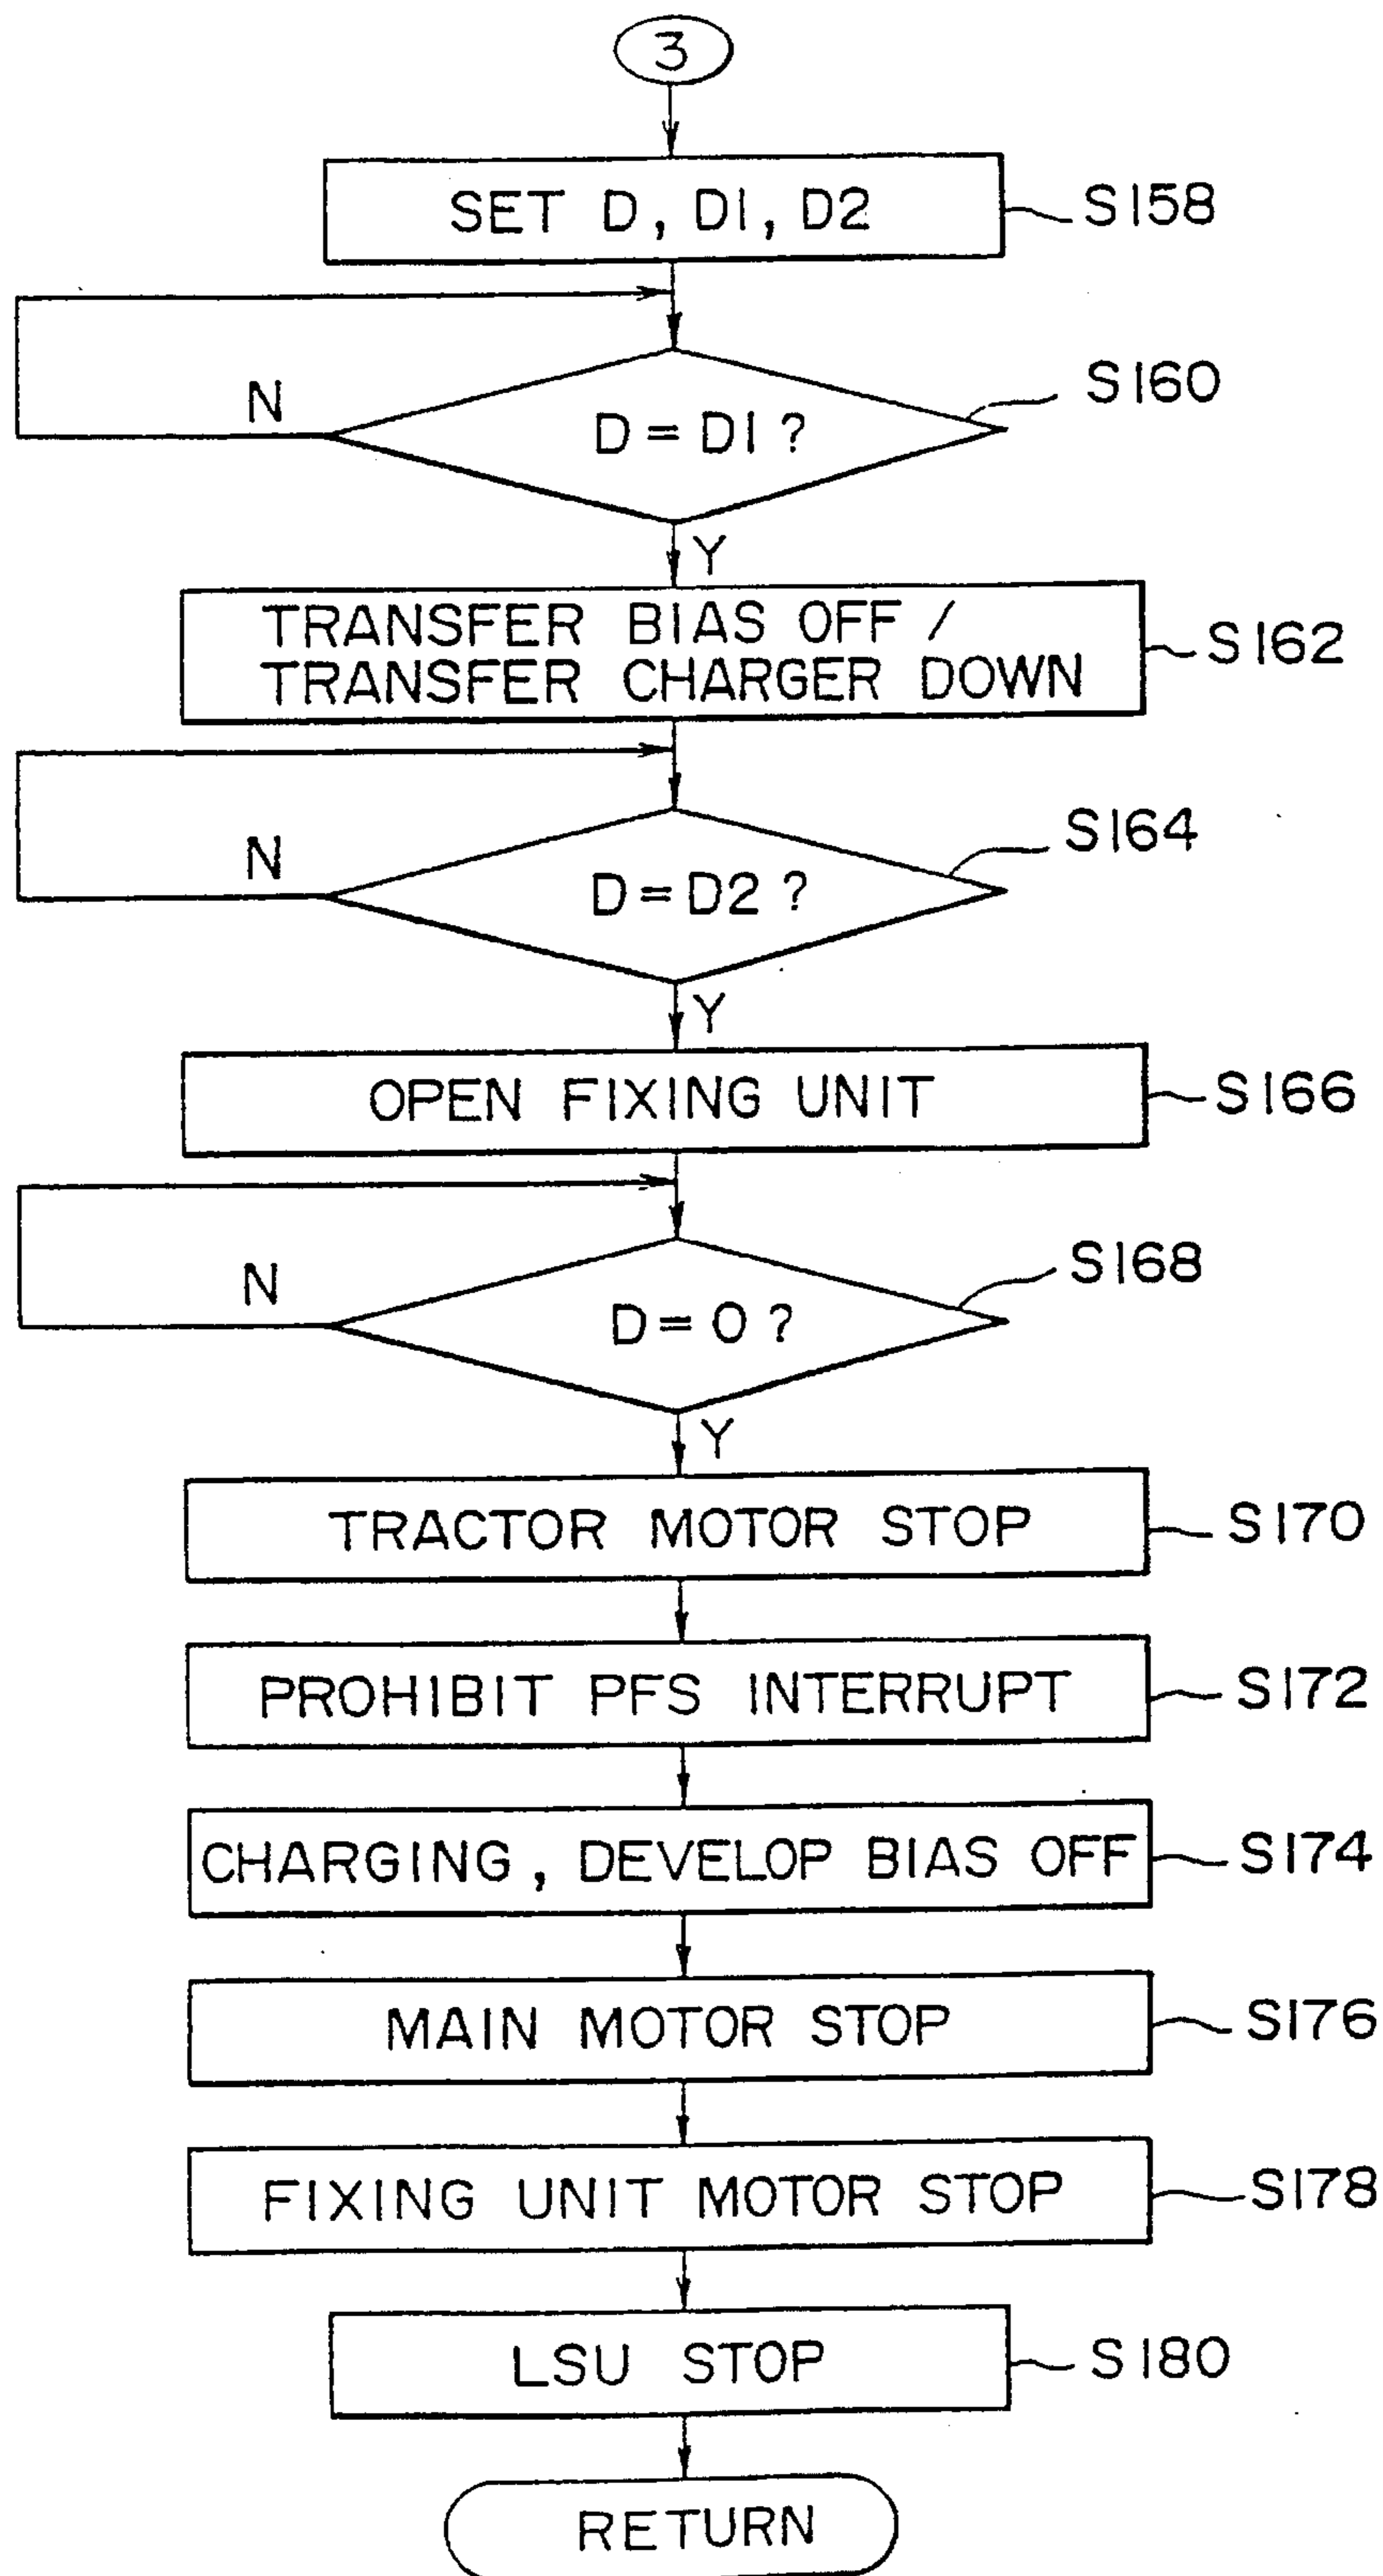 3
SET D, D1, D2
S158
N
D=D1?
S160
Y
TRANSFER BIAS OFF /
TRANSFER CHARGER DOWN
S162
N
D=D2?
S164
Y
OPEN FIXING UNIT
S166
N
D=0?
S168
Y
TRACTOR MOTOR STOP
S170
PROHIBIT PFS INTERRUPT
S172
CHARGING, DEVELOP BIAS OFF
S174
MAIN MOTOR STOP
S176
FIXING UNIT MOTOR STOP
S178
LSU STOP
S180
RETURN